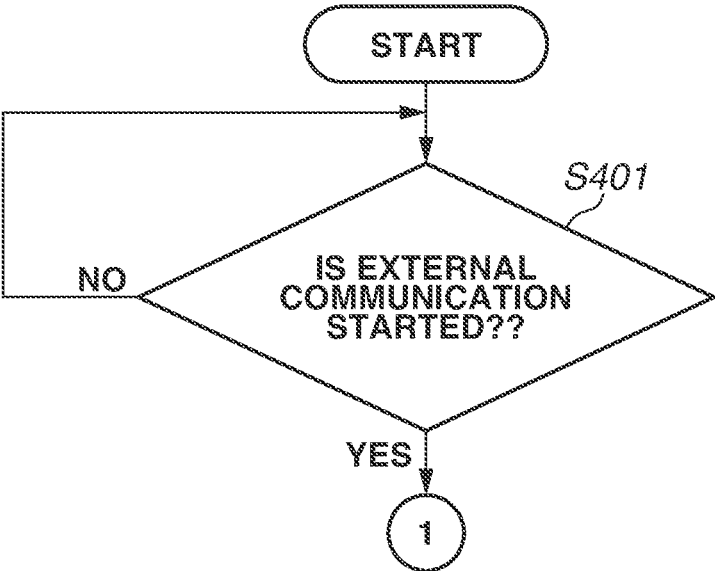 START
S401
NO
IS EXTERNAL
COMMUNICATION
STARTED??
YES
1